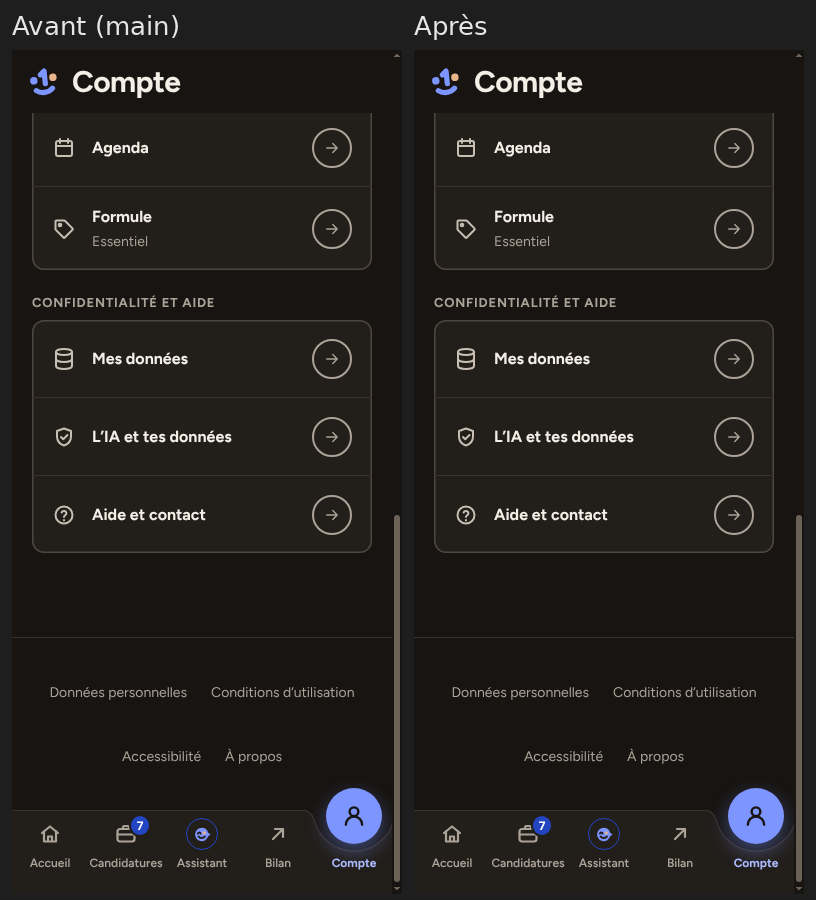 Avant (main)
Compte
Agenda
Formule
Essentiel
CONFIDENTIALITÉ ET AIDE
Mes données
L’IA et tes données
Aide et contact
Données personnelles Conditions d’utilisation
Accessibilité À propos
7
Accueil Candidatures Assistant Bilan Compte
Après
Compte
Agenda
Formule
Essentiel
CONFIDENTIALITÉ ET AIDE
Mes données
L’IA et tes données
Aide et contact
Données personnelles Conditions d’utilisation
Accessibilité À propos
7
Accueil Candidatures Assistant Bilan Compte